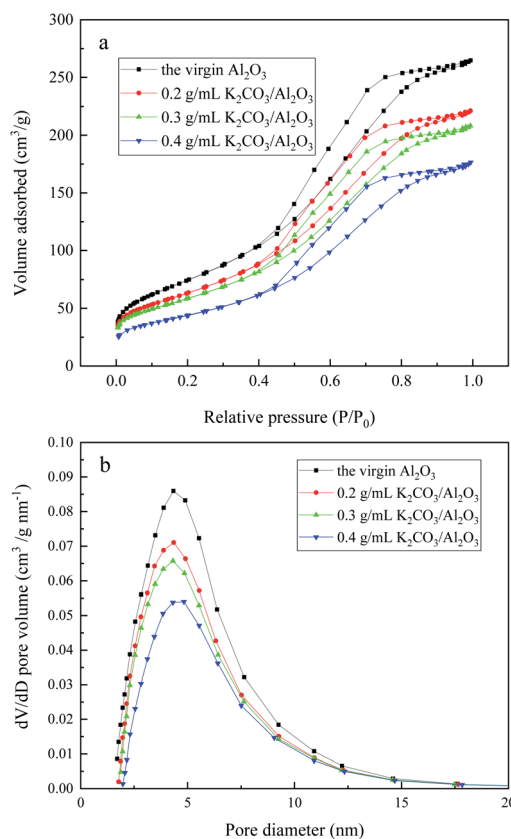 a
300
250
200
150
100
50
0
Volume adsorbed (cm³/g)
the virgin Al₂O₃
0.2 g/mL K₂CO₃/Al₂O₃
0.3 g/mL K₂CO₃/Al₂O₃
0.4 g/mL K₂CO₃/Al₂O₃
0.0 0.2 0.4 0.6 0.8 1.0
Relative pressure (P/P₀)
b
0.10
0.09
0.08
0.07
0.06
0.05
0.04
0.03
0.02
0.01
0.00
dV/dD pore volume (cm³ /g nm⁻¹)
the virgin Al₂O₃
0.2 g/mL K₂CO₃/Al₂O₃
0.3 g/mL K₂CO₃/Al₂O₃
0.4 g/mL K₂CO₃/Al₂O₃
0 5 10 15 20
Pore diameter (nm)